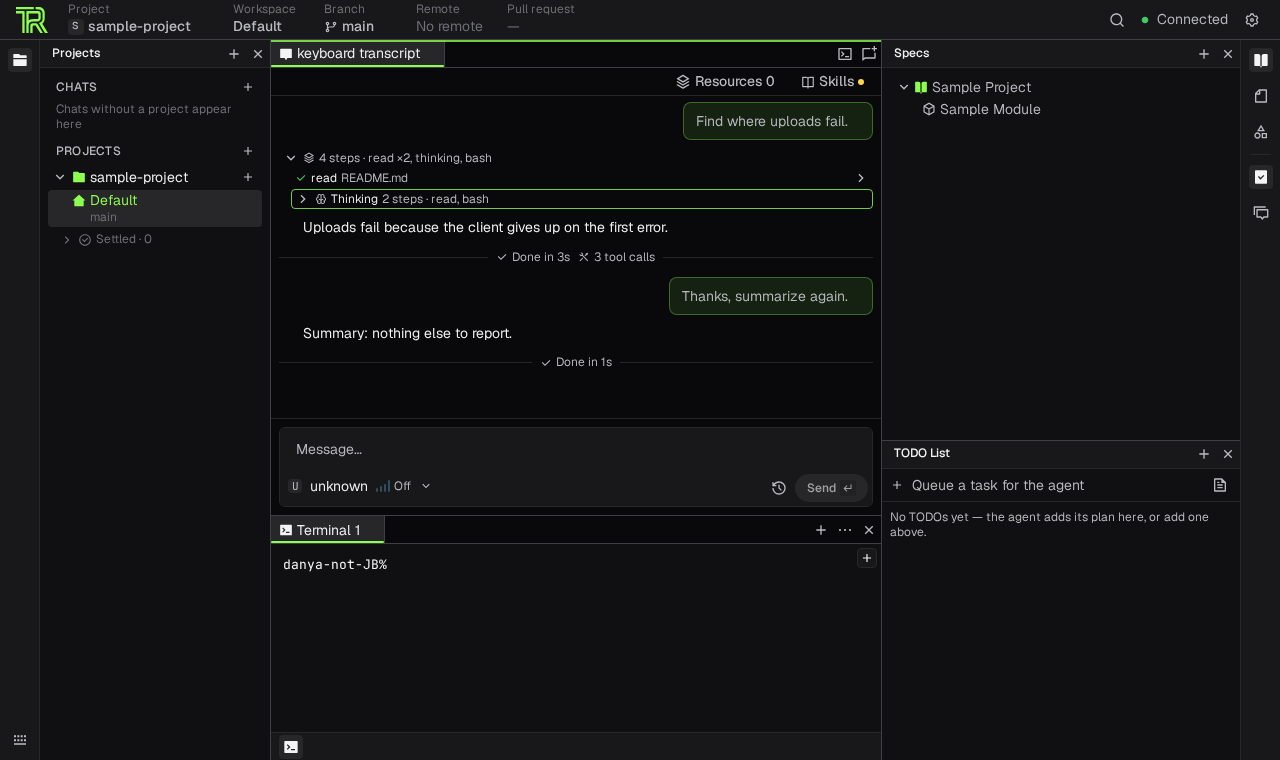 TR
Project
S sample-project
Workspace
Default
Branch
main
Remote
No remote
Pull request
—
Connected
Projects
CHATS
Chats without a project appear
here
PROJECTS
sample-project
Default
main
Settled · 0
keyboard transcript
Resources 0
Skills
Find where uploads fail.
4 steps · read ×2, thinking, bash
read README.md
Thinking 2 steps · read, bash
Uploads fail because the client gives up on the first error.
Done in 3s 3 tool calls
Thanks, summarize again.
Summary: nothing else to report.
Done in 1s
Message...
U unknown Off
Send
Terminal 1
danya-not-JB%
Specs
Sample Project
Sample Module
TODO List
Queue a task for the agent
No TODOs yet — the agent adds its plan here, or add one
above.